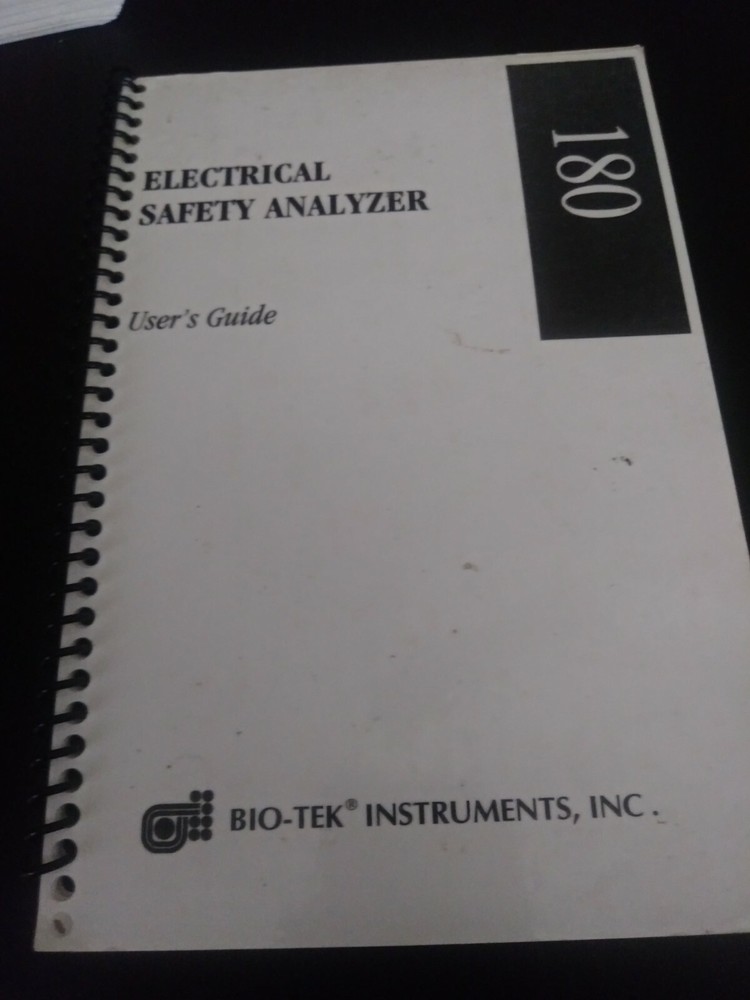 180
ELECTRICAL
SAFETY ANALYZER
User's Guide
BIO-TEK® INSTRUMENTS, INC.